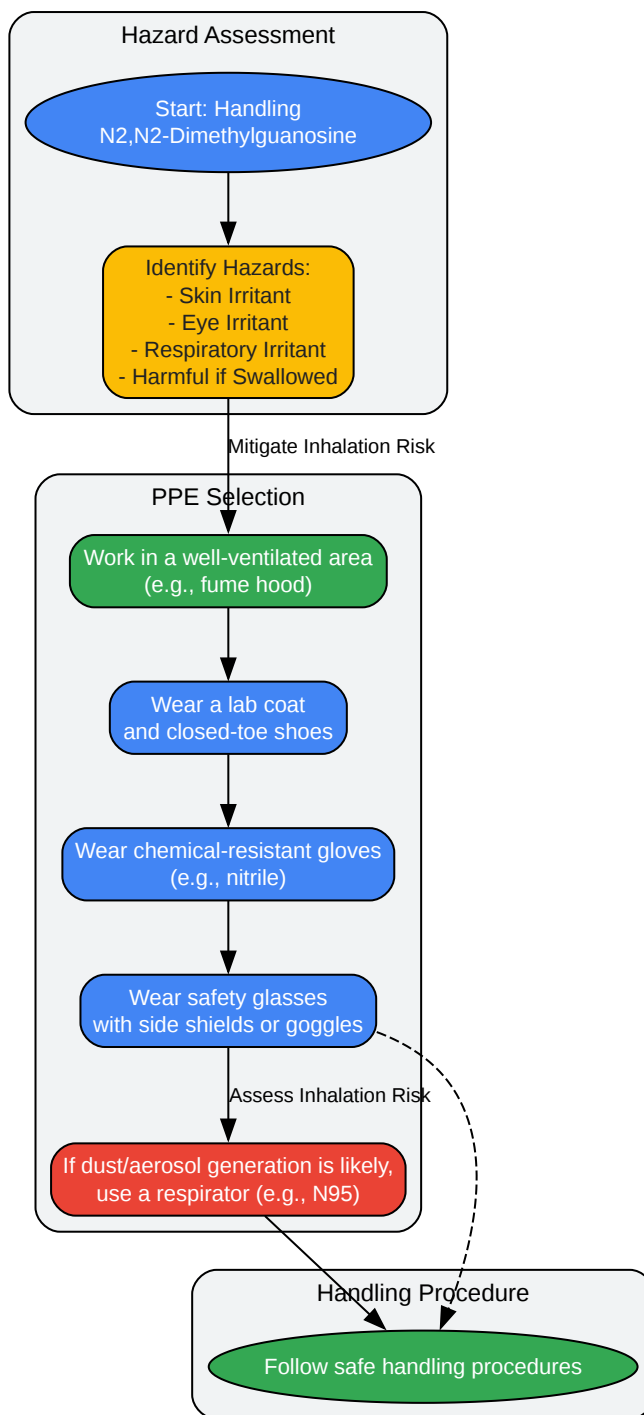 Hazard Assessment
Start: Handling
N2,N2-Dimethylguanosine
Identify Hazards:
- Skin Irritant
- Eye Irritant
- Respiratory Irritant
- Harmful if Swallowed
Mitigate Inhalation Risk
PPE Selection
Work in a well-ventilated area
(e.g., fume hood)
Wear a lab coat
and closed-toe shoes
Wear chemical-resistant gloves
(e.g., nitrile)
Wear safety glasses
with side shields or goggles
Assess Inhalation Risk
If dust/aerosol generation is likely,
use a respirator (e.g., N95)
Handling Procedure
Follow safe handling procedures